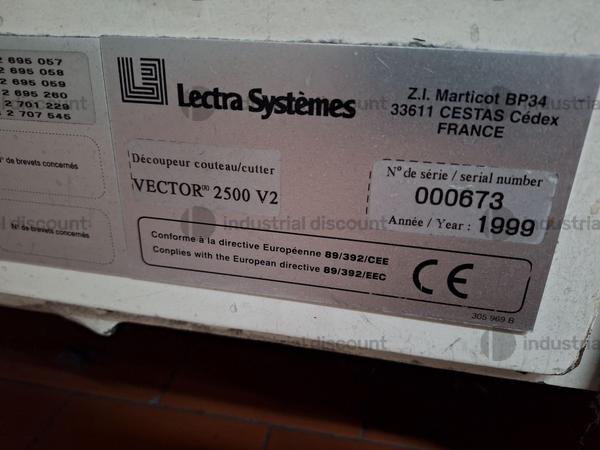 2 695 057
2 695 058
2 695 059
2 695 260
2 701 229
2 707 545
N° de brevets concernés
N° de brevets concernés
LE
Lectra Systèmes
Z.I. Marticot BP34
33611 CESTAS Cédex
FRANCE
Découpeur couteau/cutter
VECTOR® 2500 V2
N° de série / serial number
000673
Année / Year : 1999
Conforme à la directive Européenne 89/392/CEE
Complies with the European directive 89/392/EEC
CE
305 969 B
industrial discount
industrial discount
industrial discount
industrial discount
industrial discount